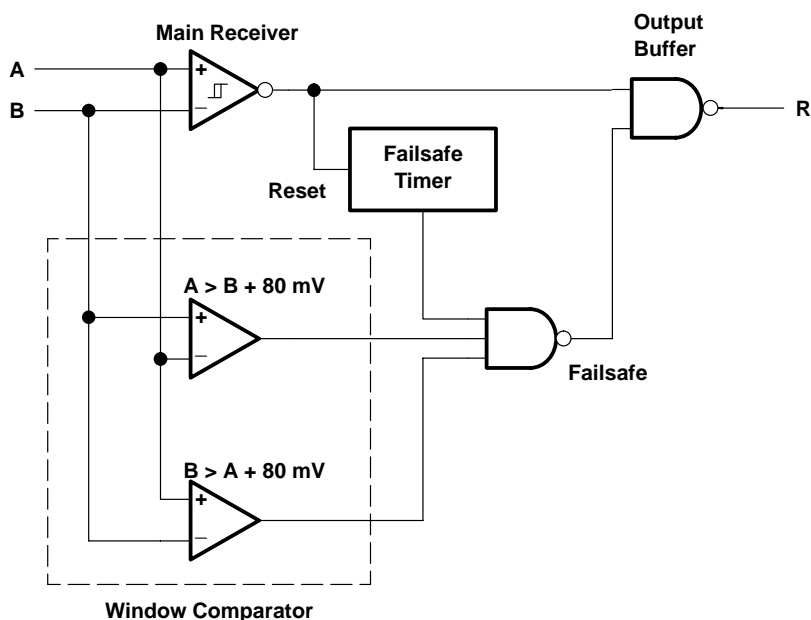 Output
Buffer
Main Receiver
A
+
_
B
R
Failsafe
Timer
Reset
A > B + 80 mV
+
_
Failsafe
B > A + 80 mV
+
_
Window Comparator